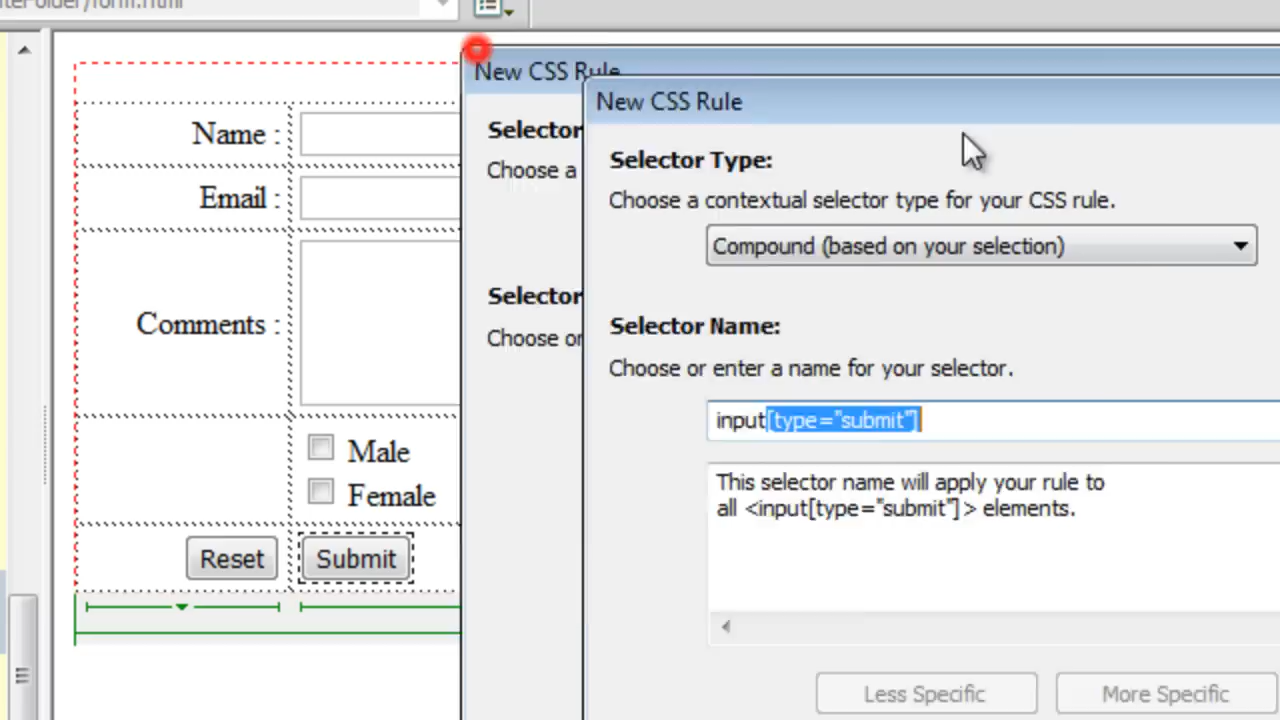 New CSS Rule
New CSS Rule
Selector
Selector Type:
Choose a
Choose a contextual selector type for your CSS rule.
Compound (based on your selection)
Selector
Selector Name:
Choose or
Choose or enter a name for your selector.
input[type="submit"]
This selector name will apply your rule to
all <input[type="submit"]> elements.
Less Specific
More Specific
Name :
Email :
Comments :
Male
Female
Reset
Submit